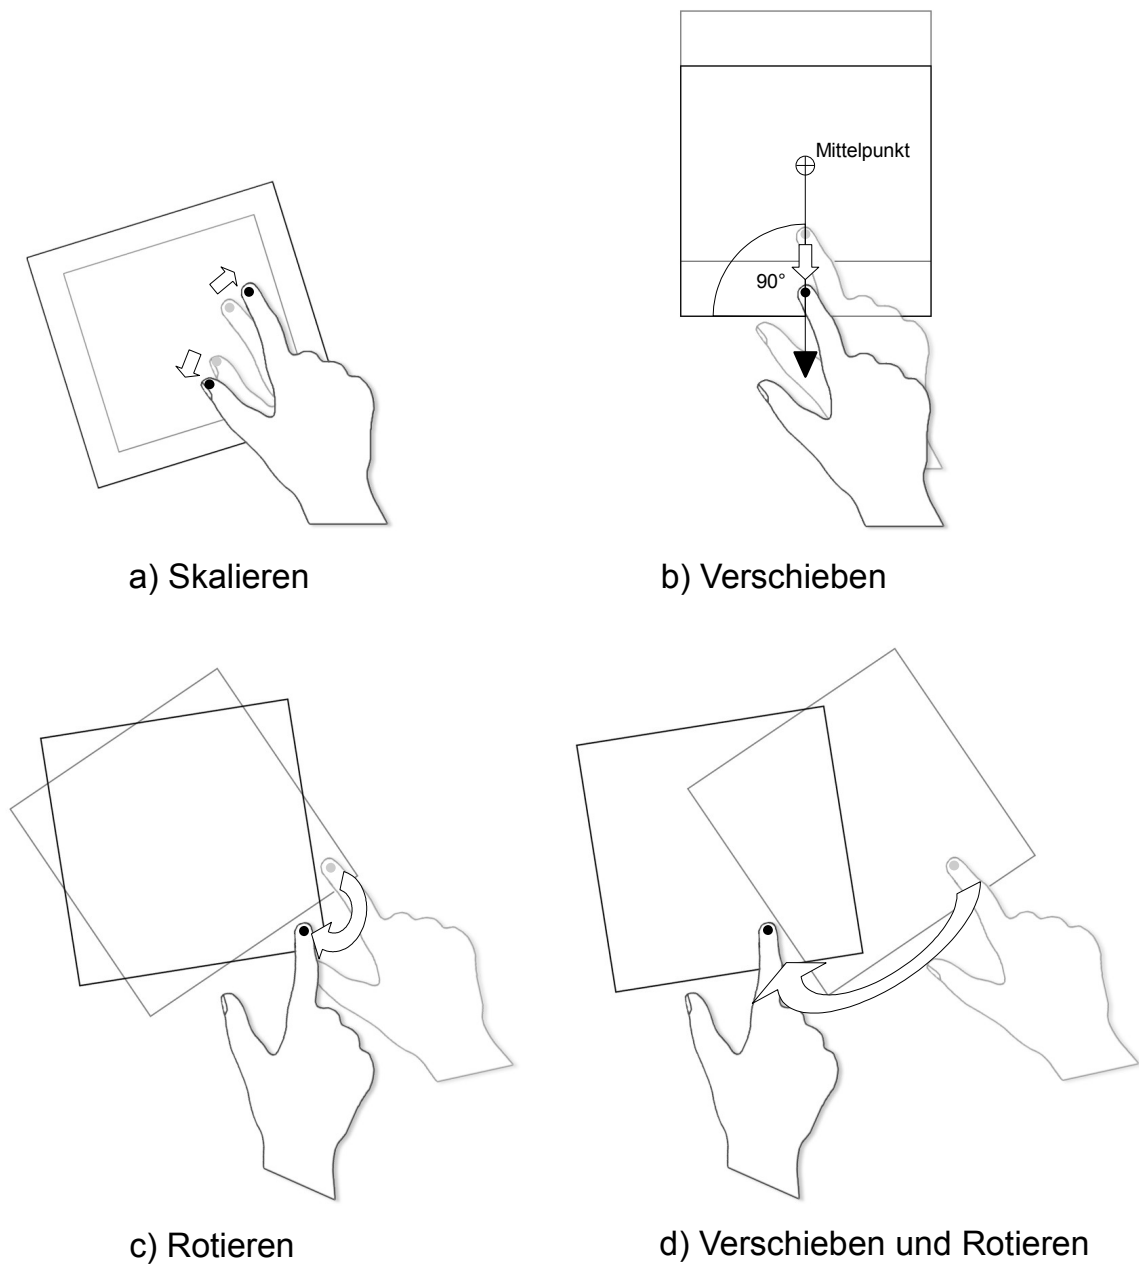 Mittelpunkt
90°
a) Skalieren
b) Verschieben
c) Rotieren
d) Verschieben und Rotieren